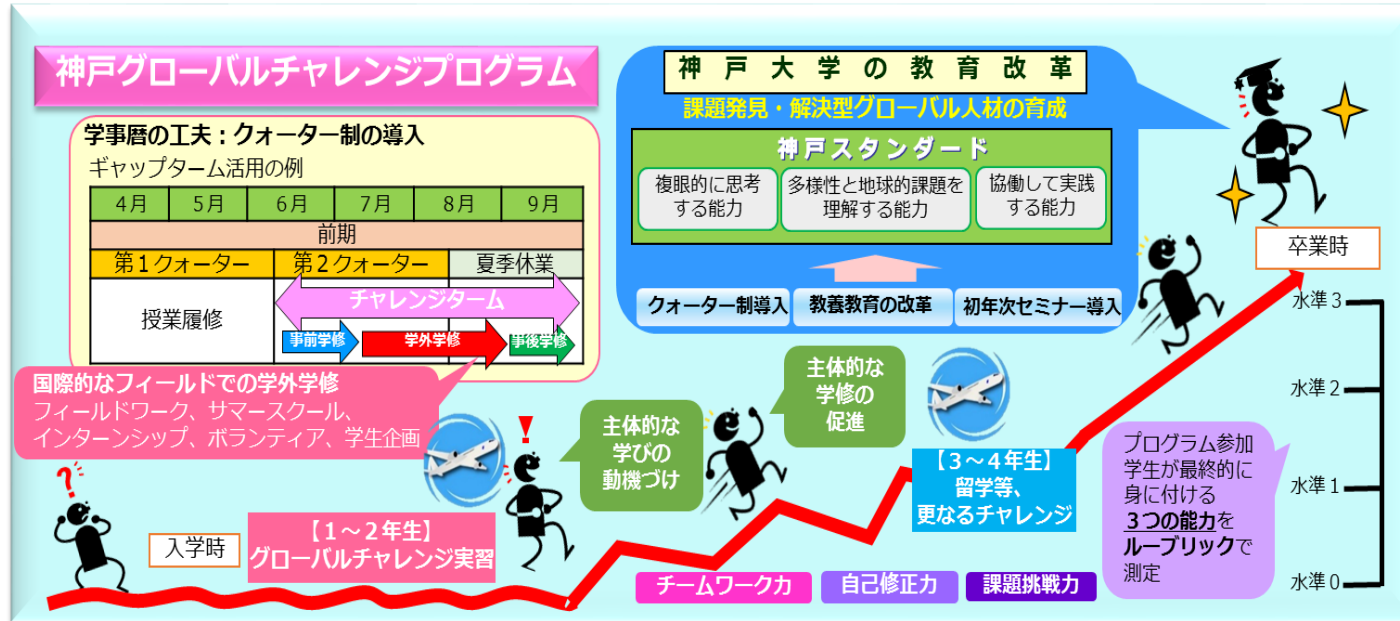 神戸グローバルチャレンジプログラム
学事暦の工夫：クォーター制の導入
ギャップターム活用の例
4月 5月 6月 7月 8月 9月
前期
第1クォーター 第2クォーター 夏季休業
授業履修
チャレンジターム
事前学修 学外学修 事後学修
国際的なフィールドでの学外学修
フィールドワーク、サマースクール、
インターンシップ、ボランティア、学生企画
神戸大学の教育改革
課題発見・解決型グローバル人材の育成
神戸スタンダード
複眼的に思考
する能力
多様性と地球的課題を
理解する能力
協働して実践
する能力
クォーター制導入
教養教育の改革
初年次セミナー導入
?
入学時
【1～2年生】
グローバルチャレンジ実習
!
主体的な
学びの
動機づけ
主体的な
学修の
促進
【3～4年生】
留学等、
更なるチャレンジ
チームワーク力
自己修正力
課題挑戦力
プログラム参加
学生が最終的に
身に付ける
3つの能力を
ルーブリックで
測定
卒業時
水準3
水準2
水準1
水準0